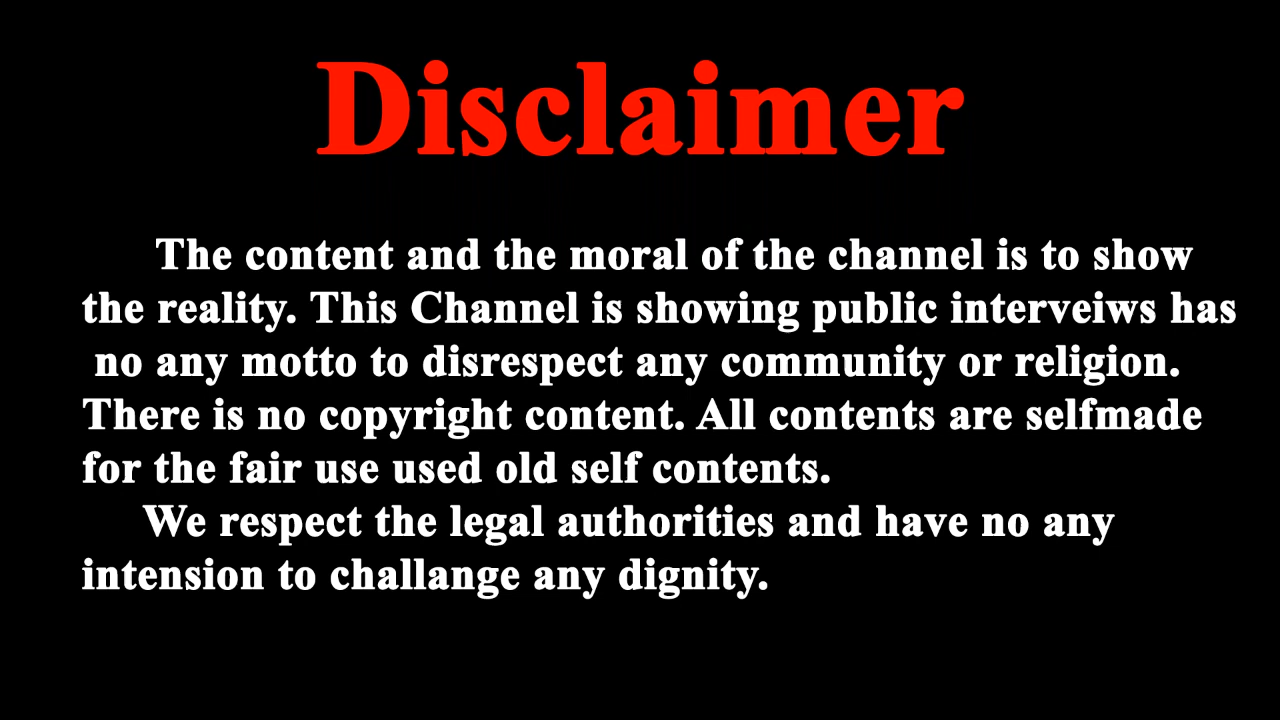 Disclaimer
The content and the moral of the channel is to show
the reality. This Channel is showing public interveiws has
no any motto to disrespect any community or religion.
There is no copyright content. All contents are selfmade
for the fair use used old self contents.
We respect the legal authorities and have no any
intension to challange any dignity.